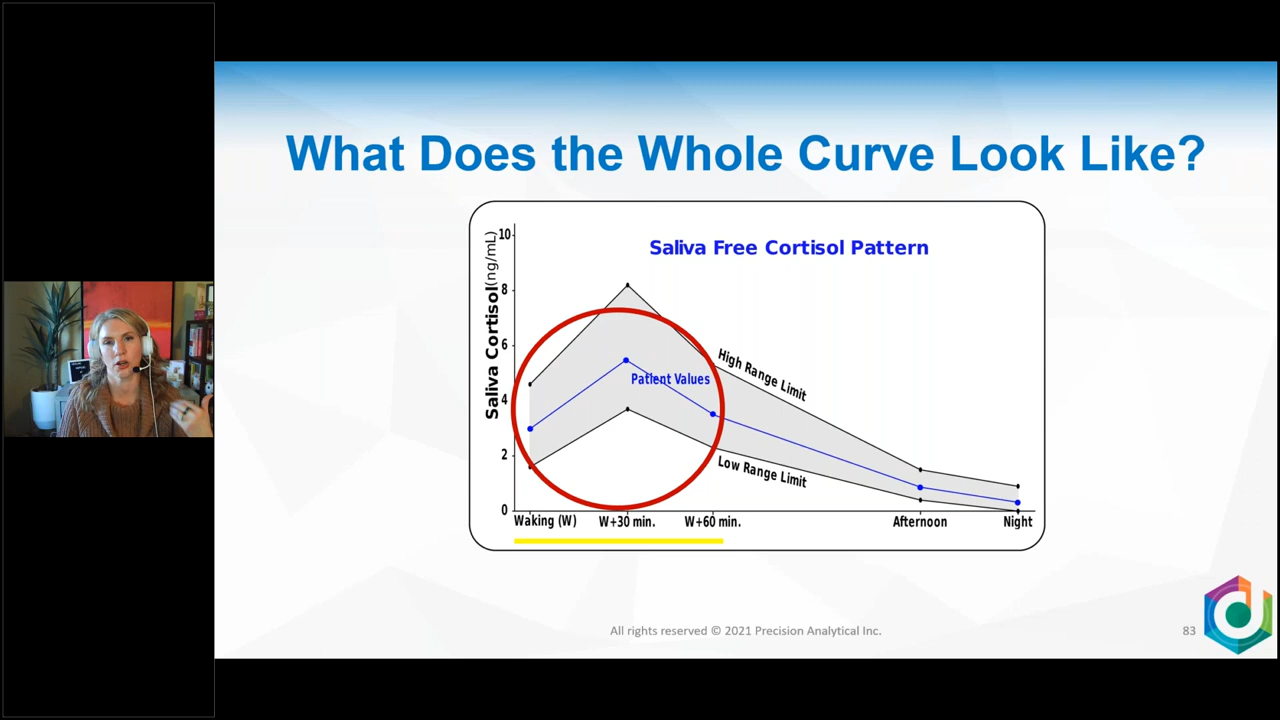 What Does the Whole Curve Look Like?
Saliva Free Cortisol Pattern
Saliva Cortisol(ng/mL)
10
8
6
4
2
0
High Range Limit
Patient Values
Low Range Limit
Waking (W) W+30 min. W+60 min. Afternoon Night
All rights reserved © 2021 Precision Analytical Inc.
83